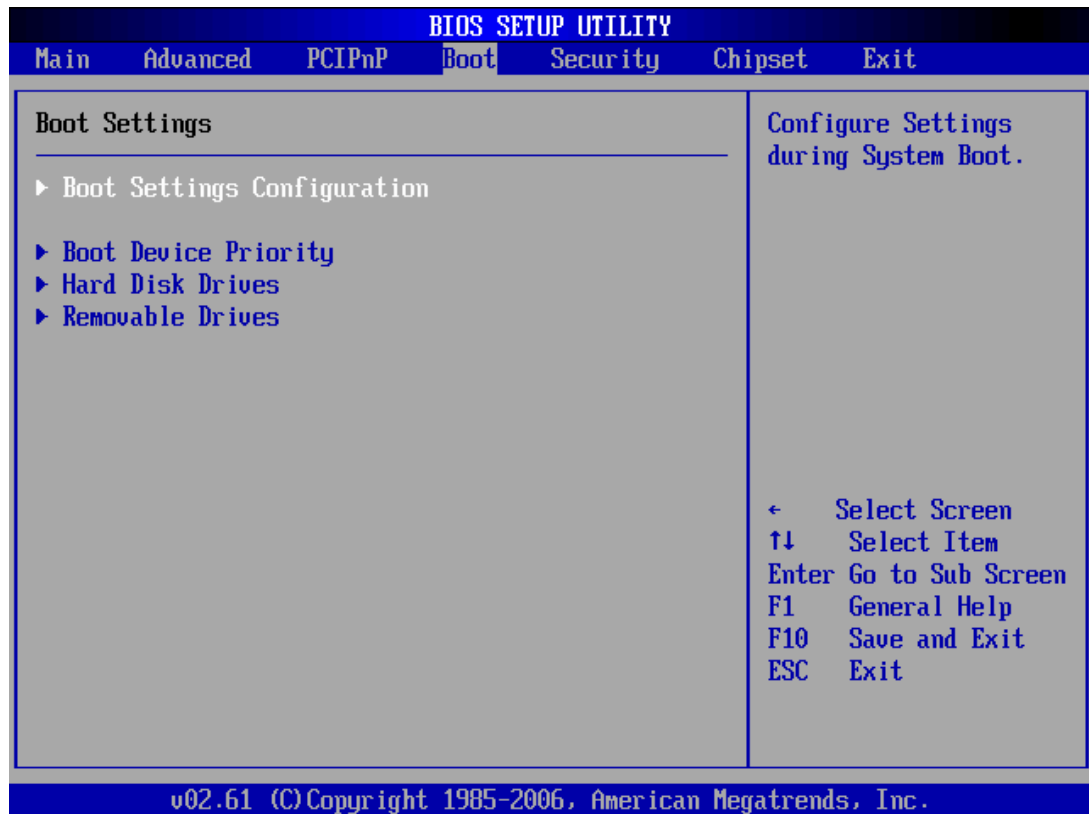 BIOS SETUP UTILITY
Main Advanced PCIPnP Boot Security Chipset Exit
Boot Settings
▶ Boot Settings Configuration
▶ Boot Device Priority
▶ Hard Disk Drives
▶ Removable Drives
Configure Settings
during System Boot.
← Select Screen
↑↓ Select Item
Enter Go to Sub Screen
F1 General Help
F10 Save and Exit
ESC Exit
v02.61 (C)Copyright 1985-2006, American Megatrends, Inc.